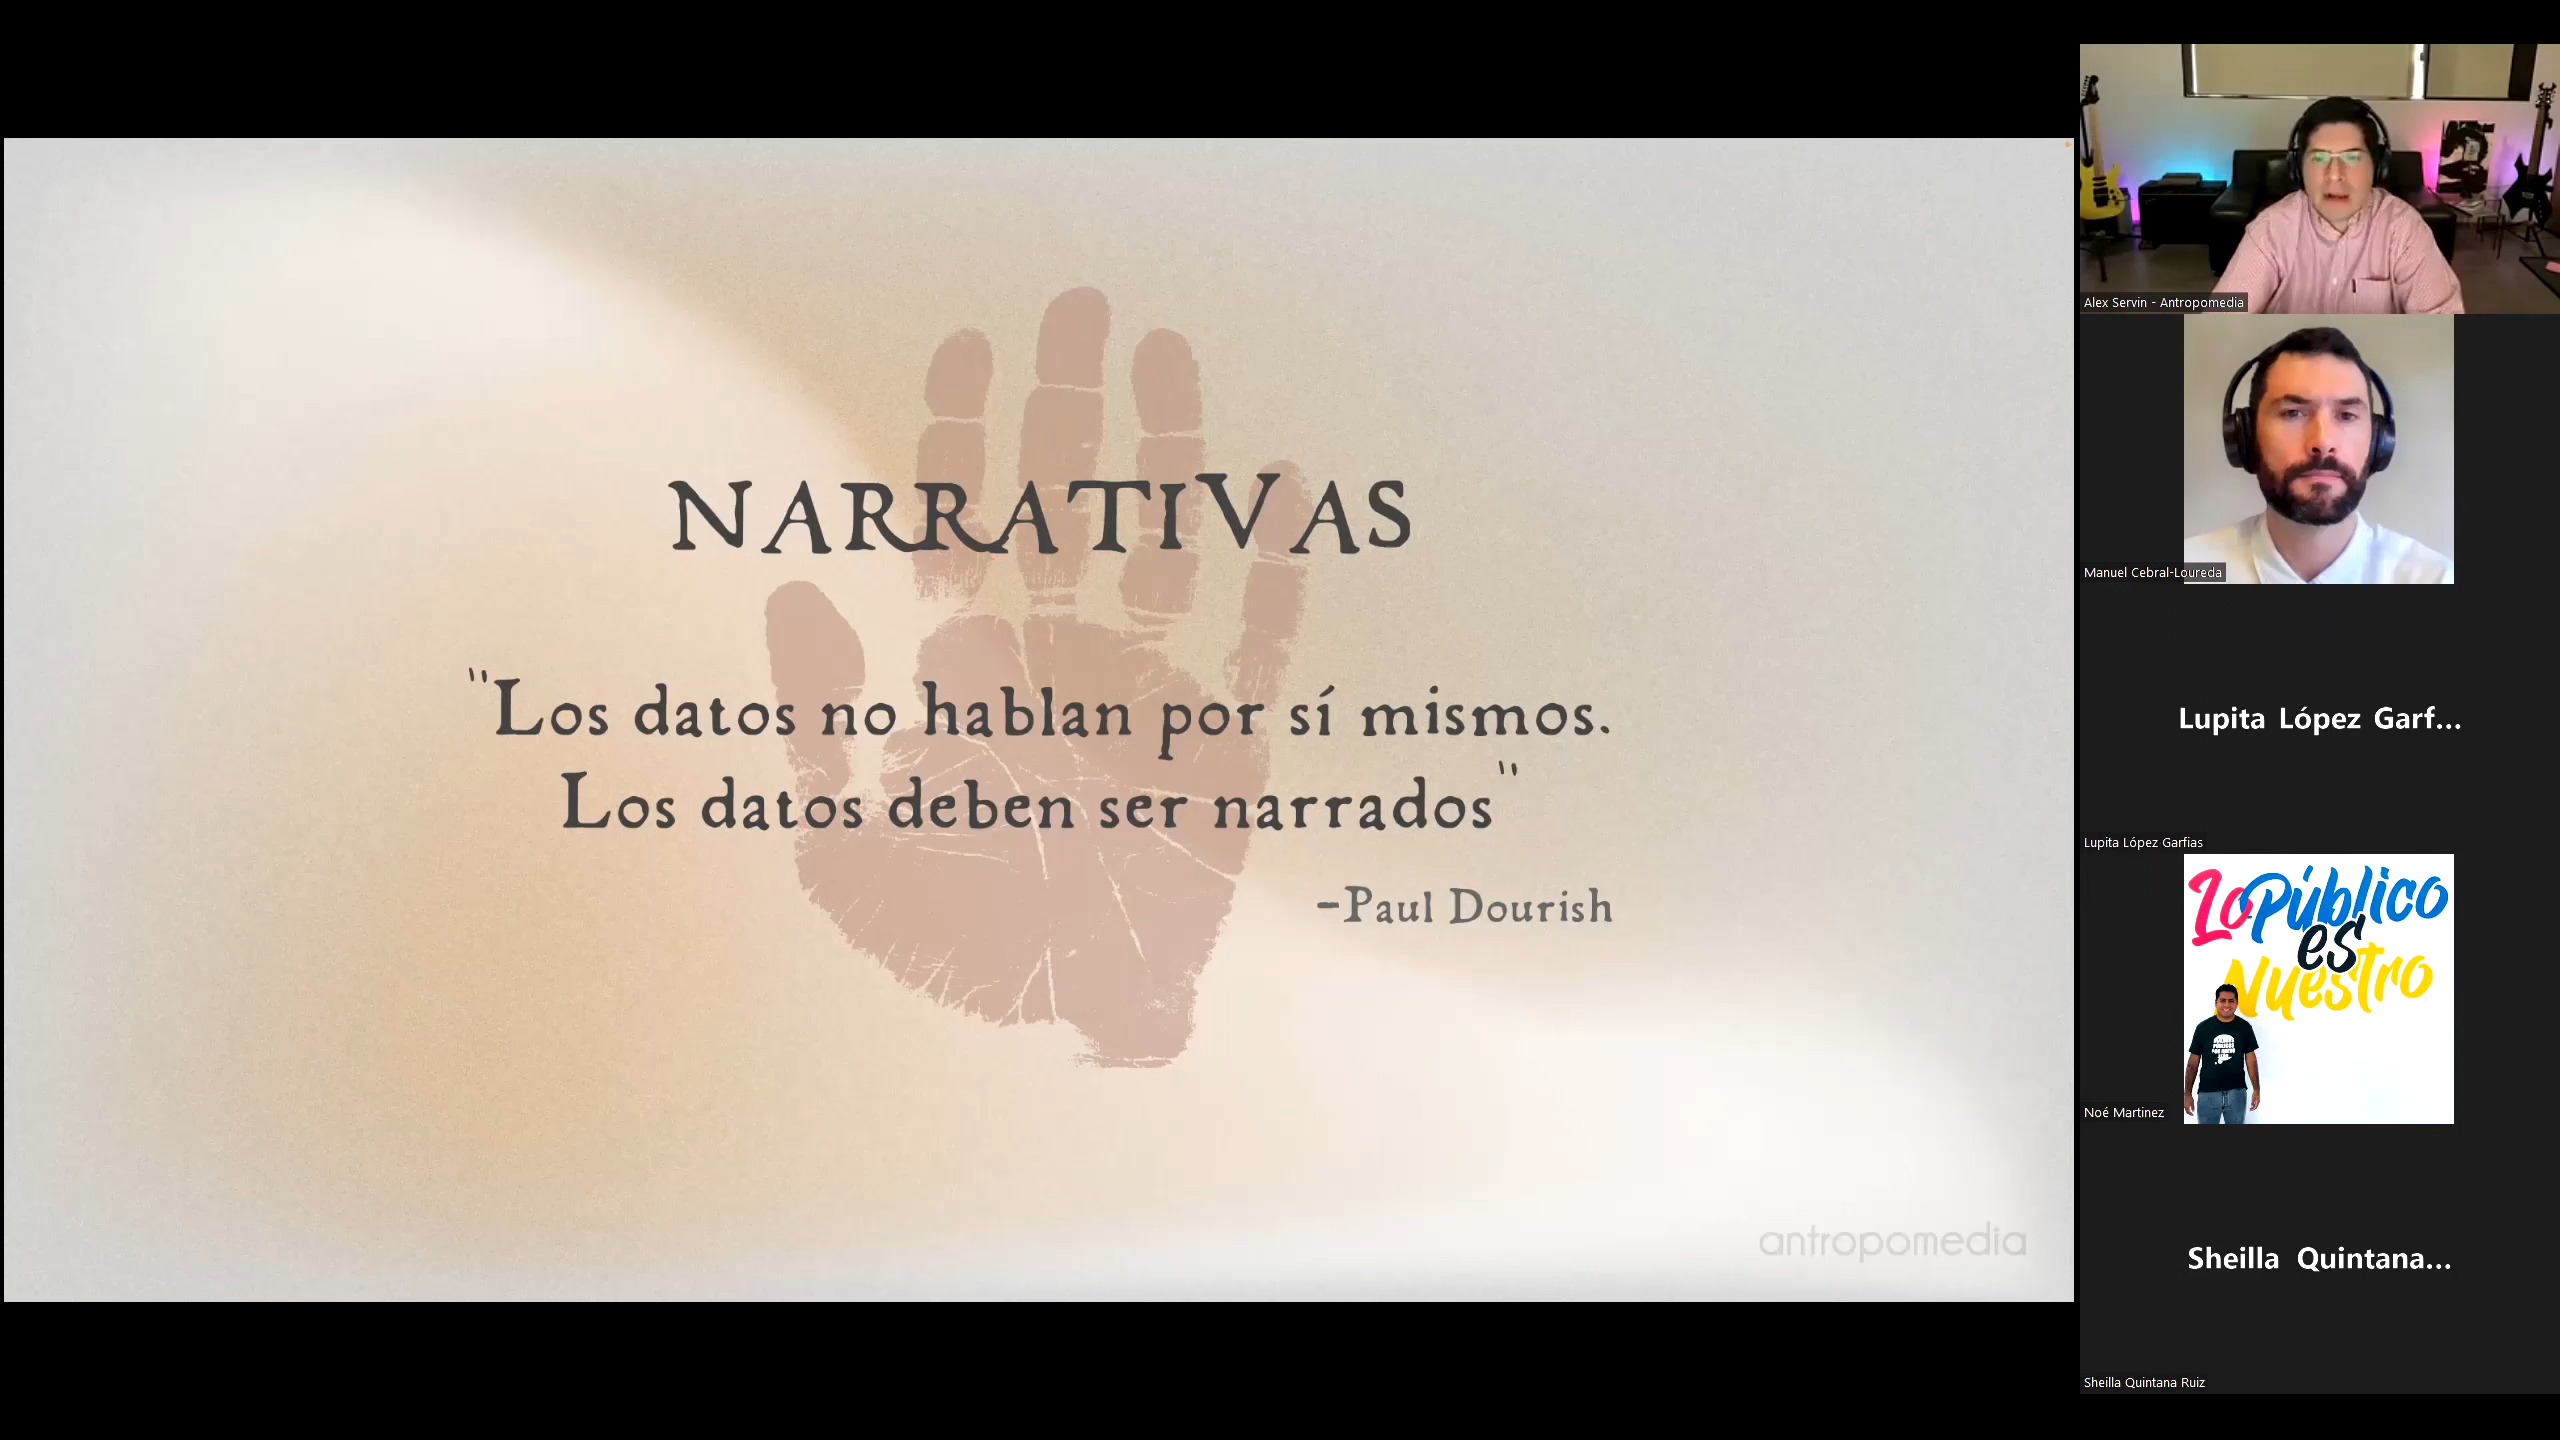 NARRATIVAS
"Los datos no hablan por sí mismos.
Los datos deben ser narrados"
-Paul Dourish
antropomedia
Alex Servin - Antropomedia
Manuel Cebral-Loureda
Lupita López Garf...
Lupita López Garfias
Lo Público
es
Nuestro
Noé Martinez
Sheilla Quintana...
Sheilla Quintana Ruiz